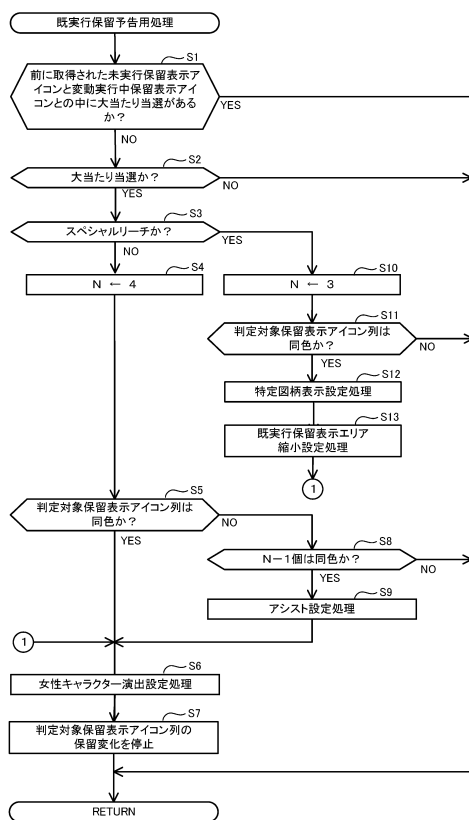 既実行保留予告用処理
S1
前に取得された未実行保留表示ア
イコンと変動実行中保留表示アイ
コンとの中に大当たり当選がある
か？
YES
NO
S2
大当たり当選か？
NO
YES
S3
スペシャルリーチか？
YES
NO
S4
N ← 4
S10
N ← 3
S11
判定対象保留表示アイコン列は
同色か？
NO
YES
S12
特定図柄表示設定処理
S13
既実行保留表示エリア
縮小設定処理
1
S5
判定対象保留表示アイコン列は
同色か？
NO
YES
S8
N－1個は同色か？
NO
YES
S9
アシスト設定処理
1
S6
女性キャラクター演出設定処理
S7
判定対象保留表示アイコン列の
保留変化を停止
RETURN